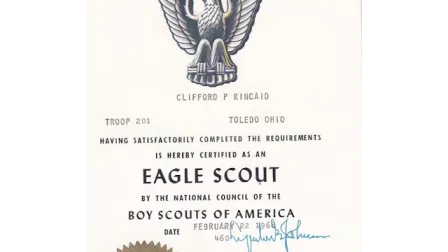 CLIFFORD P KINCAID
TROOP 201 TOLEDO OHIO
HAVING SATISFACTORILY COMPLETED THE REQUIREMENTS
IS HEREBY CERTIFIED AS AN
EAGLE SCOUT
BY THE NATIONAL COUNCIL OF THE
BOY SCOUTS OF AMERICA
DATE FEBRUARY 22
460